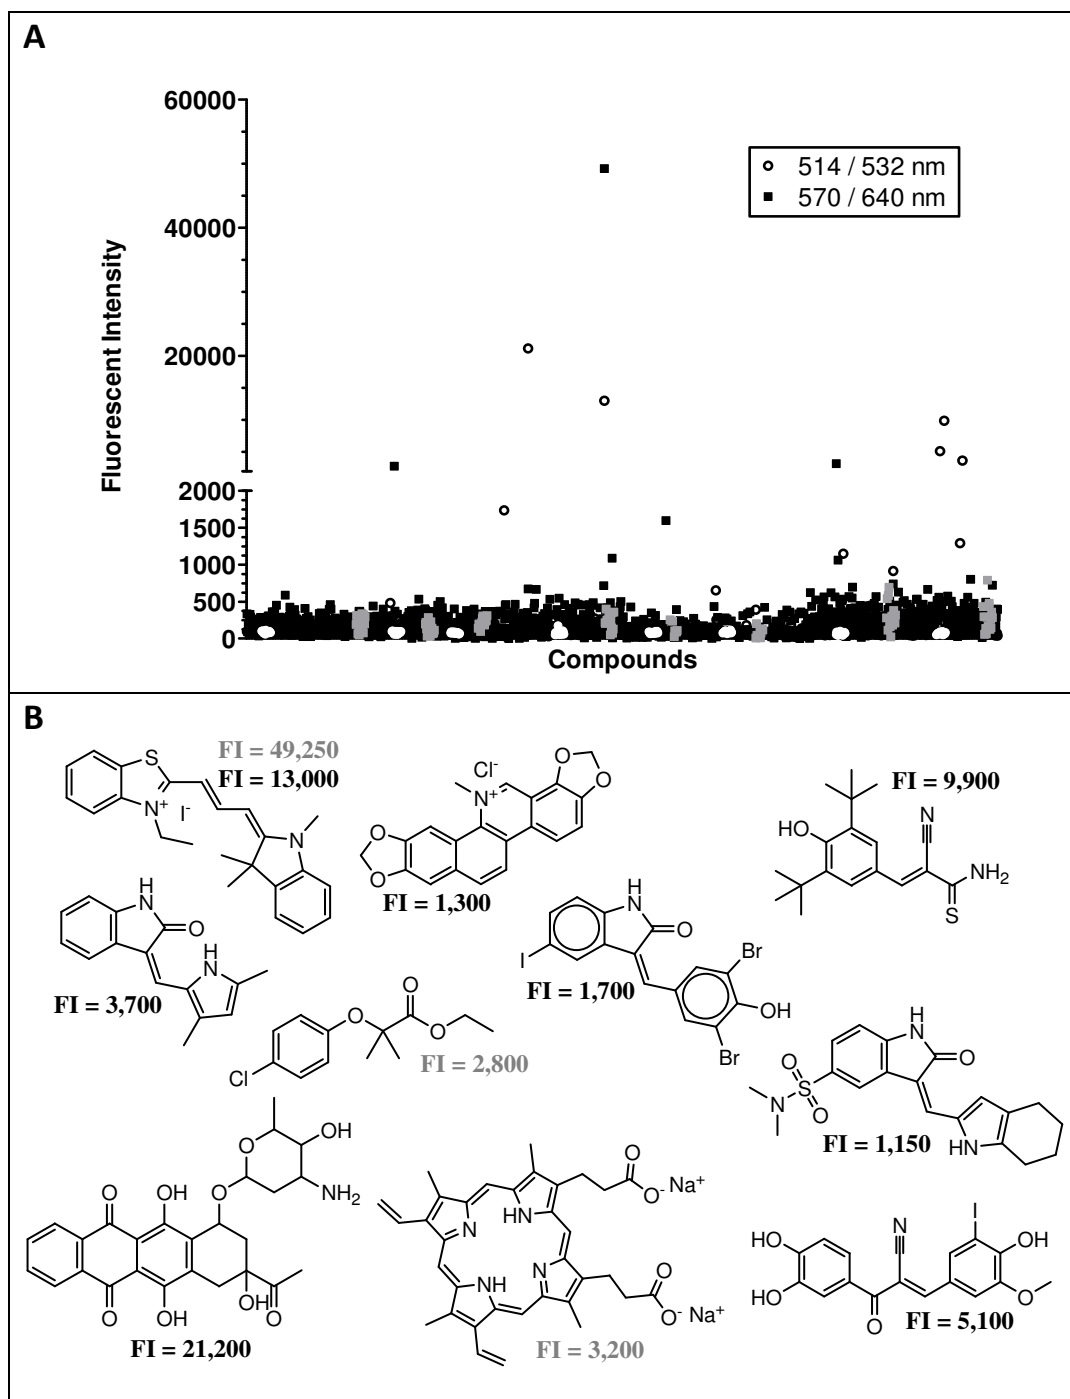 A
60000
40000
20000
2000
1500
1000
500
0
Fluorescent Intensity
Compounds
514 / 532 nm
570 / 640 nm
B
S
N+
I-
N
FI = 49,250
FI = 13,000
Cl-
N+
O
O
O
O
FI = 1,300
FI = 9,900
HO
N
NH2
S
H
N
O
H
N
FI = 3,700
H
N
O
I
Br
OH
Br
FI = 1,700
O
O
O
Cl
FI = 2,800
H
N
O
O
S
O
N
N
H
FI = 1,150
O
OH
NH2
O
O
OH
O
OH
OH
O
FI = 21,200
O
O- Na+
N
HN
NH
N
O
O- Na+
FI = 3,200
HO
HO
O
N
I
OH
O
FI = 5,100